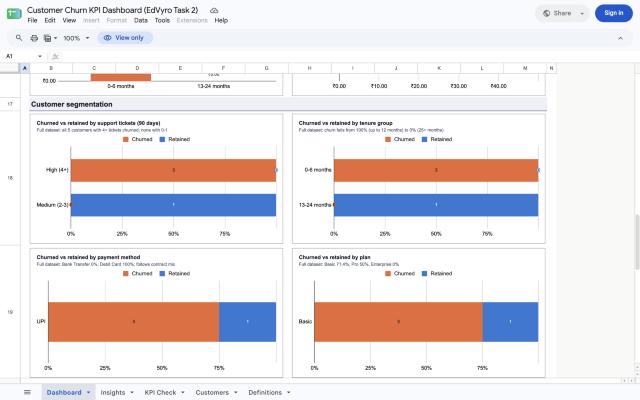 Customer Churn KPI Dashboard (EdVyro Task 2)
File Edit View Insert Format Data Tools Extensions Help
Share
Sign in
100%
View only
A1
fx
A B C D E F G H I J K L M N
₹0.00
0-6 months 13-24 months
₹0.00 ₹10.00 ₹20.00 ₹30.00 ₹40.00
17
Customer segmentation
18
Churned vs retained by support tickets (90 days)
Full dataset: all 5 customers with 4+ tickets churned; none with 0-1
Churned Retained
High (4+)
3
Medium (2-3)
1
0% 25% 50% 75%
Churned vs retained by tenure group
Full dataset: churn falls from 100% (up to 12 months) to 0% (25+ months)
Churned Retained
0-6 months
3
13-24 months
1
0% 25% 50% 75%
19
Churned vs retained by payment method
Full dataset: Bank Transfer 0%, Debit Card 100%; follows contract mix
Churned Retained
UPI
3
1
0% 25% 50% 75%
Churned vs retained by plan
Full dataset: Basic 71.4%, Pro 50%, Enterprise 0%
Churned Retained
Basic
3
1
0% 25% 50% 75%
Dashboard Insights KPI Check Customers Definitions